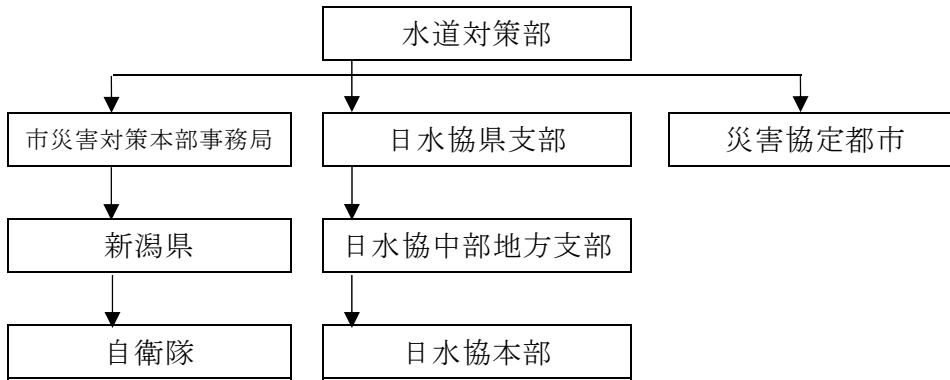 水道対策部
市災害対策本部事務局
日水協県支部
災害協定都市
新潟県
日水協中部地方支部
自衛隊
日水協本部